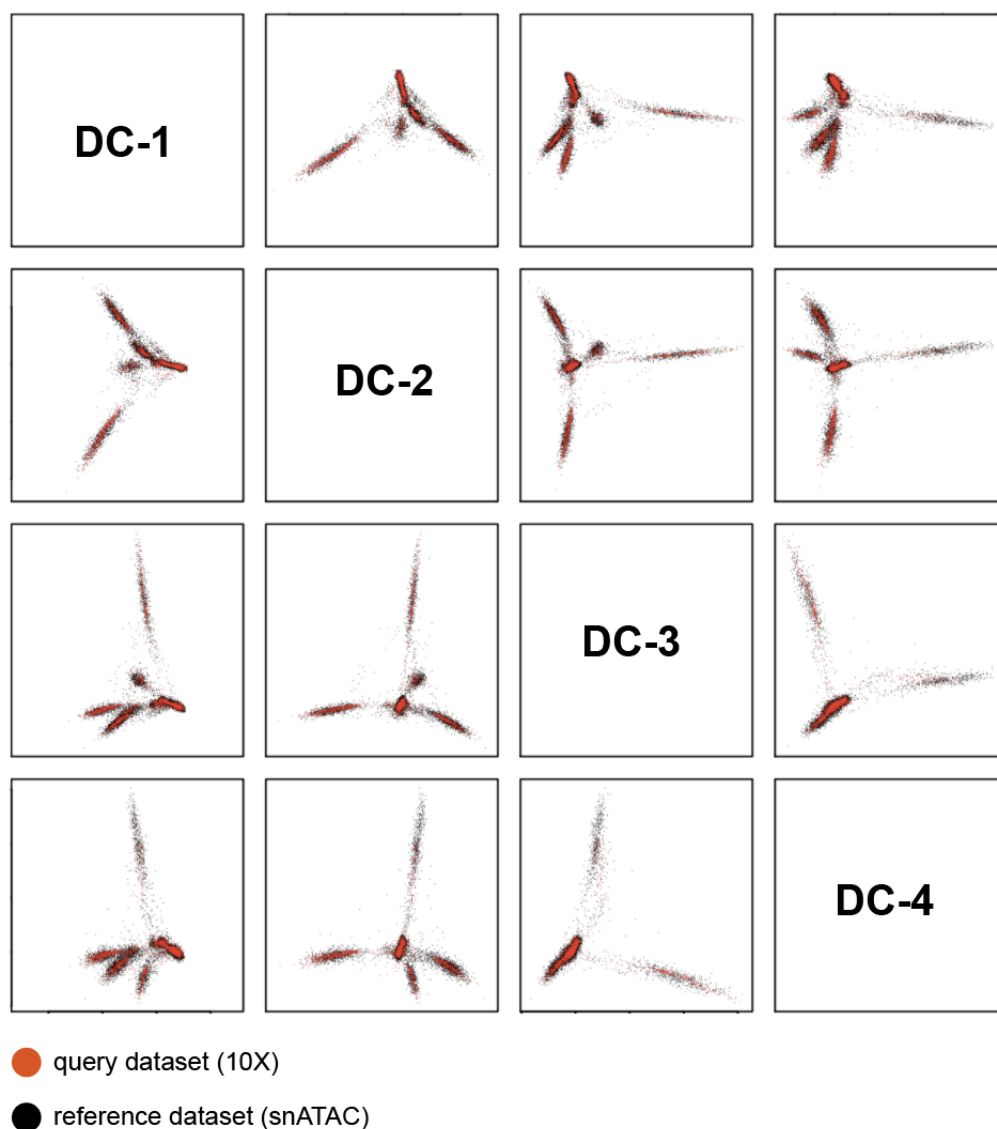 DC-1
DC-2
DC-3
DC-4
query dataset (10X)
reference dataset (snATAC)